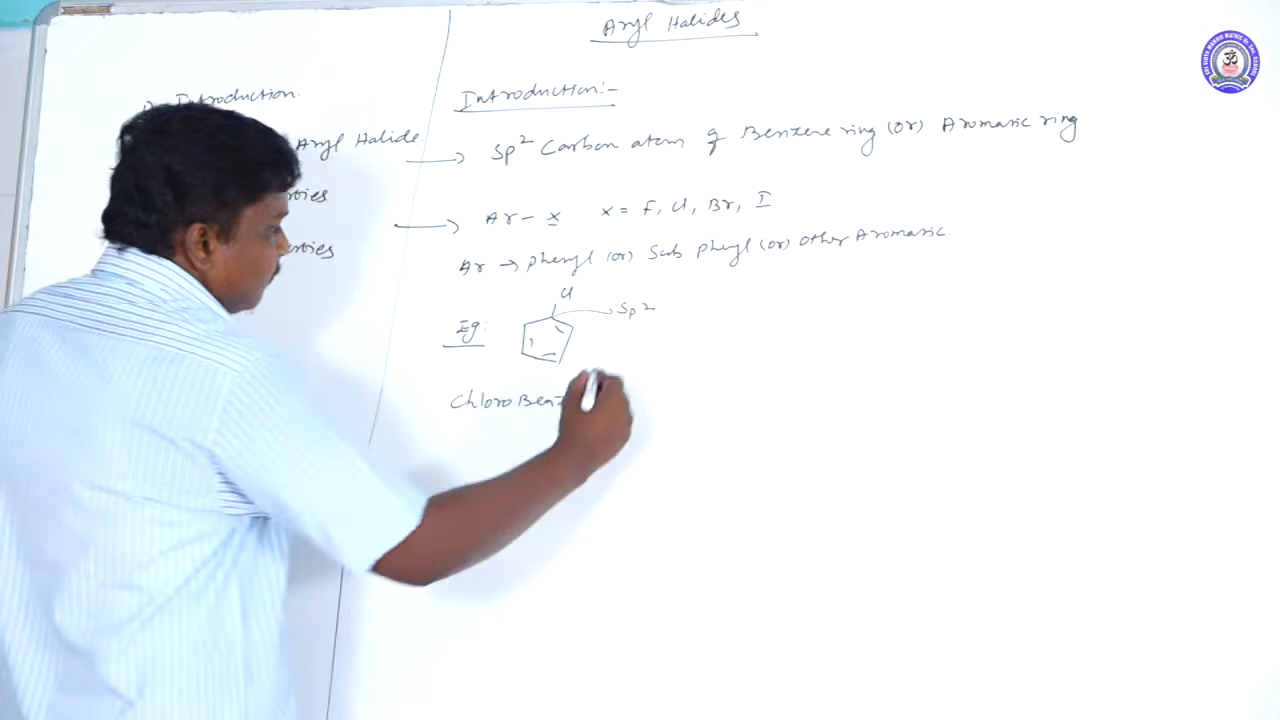 Aryl Halides
Introduction.
Aryl Halide.
Introduction:-
→ Sp² Carbon atom of Benzene ring (or) Aromatic ring
→ Ar - x x = F, Cl, Br, I
Ar → phenyl (or) Sub phenyl (or) other Aromatic
Cl
Eg: Sp²
Chloro Benz